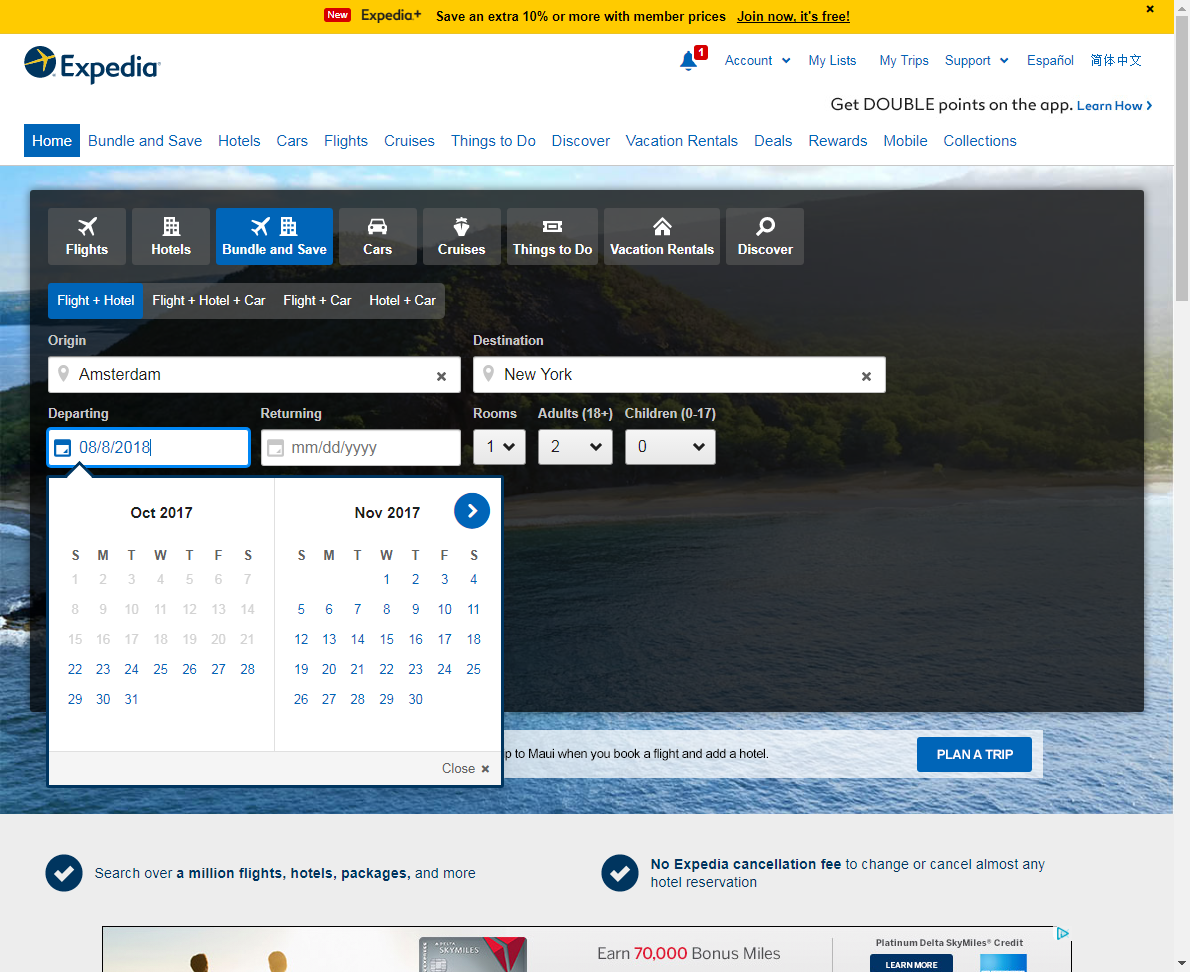 New Expedia+ Save an extra 10% or more with member prices Join now, it's free!
Expedia
1 Account My Lists My Trips Support Español 简体中文
Get DOUBLE points on the app. Learn How
Home Bundle and Save Hotels Cars Flights Cruises Things to Do Discover Vacation Rentals Deals Rewards Mobile Collections
Flights Hotels Bundle and Save Cars Cruises Things to Do Vacation Rentals Discover
Flight + Hotel Flight + Hotel + Car Flight + Car Hotel + Car
Origin Destination
Amsterdam New York
Departing Returning Rooms Adults (18+) Children (0-17)
08/8/2018 mm/dd/yyyy 1 2 0
Oct 2017 Nov 2017
S M T W T F S S M T W T F S
1 2 3 4 5 6 7 1 2 3 4
8 9 10 11 12 13 14 5 6 7 8 9 10 11
15 16 17 18 19 20 21 12 13 14 15 16 17 18
22 23 24 25 26 27 28 19 20 21 22 23 24 25
29 30 31 26 27 28 29 30
p to Maui when you book a flight and add a hotel. PLAN A TRIP
Close
Search over a million flights, hotels, packages, and more
No Expedia cancellation fee to change or cancel almost any
hotel reservation
DELTA
SKYMILES
Earn 70,000 Bonus Miles
Platinum Delta SkyMiles® Credit
LEARN MORE